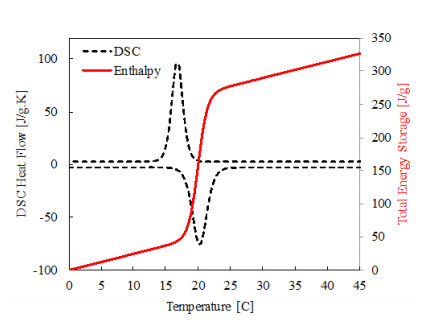 DSC
Enthalpy
DSC Heat Flow [J/g.K]
100
50
0
-50
-100
350
300
250
200
150
100
50
0
Total Energy Storage [J/g]
0 5 10 15 20 25 30 35 40 45
Temperature [C]